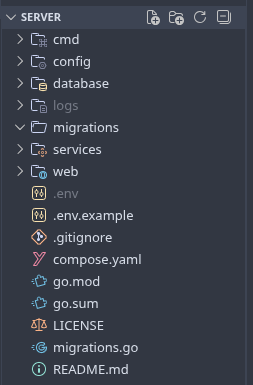 SERVER
cmd
config
database
logs
migrations
services
web
.env
.env.example
.gitignore
compose.yaml
go.mod
go.sum
LICENSE
migrations.go
README.md